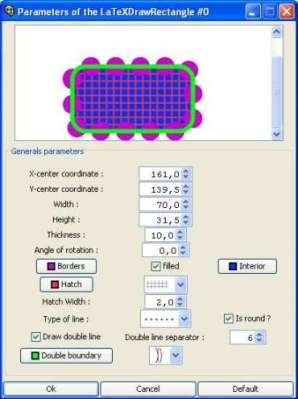 Parameters of the LaTeXDrawRectangle #0
Generals parameters
X-center coordinate : 161,0
Y-center coordinate : 139,5
Width : 70,0
Height : 31,5
Thickness : 10,0
Angle of rotation : 0,0
Borders filled Interior
Hatch
Hatch Width : 2,0
Type of line : Is round ?
Draw double line Double line separator : 6
Double boundary
Ok Cancel Default